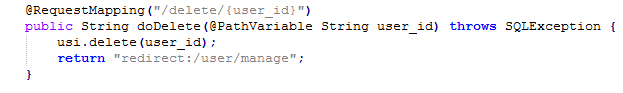 @RequestMapping("/delete/{user_id}")
public String doDelete(@PathVariable String user_id) throws SQLException {
    usi.delete(user_id);
    return "redirect:/user/manage";
}